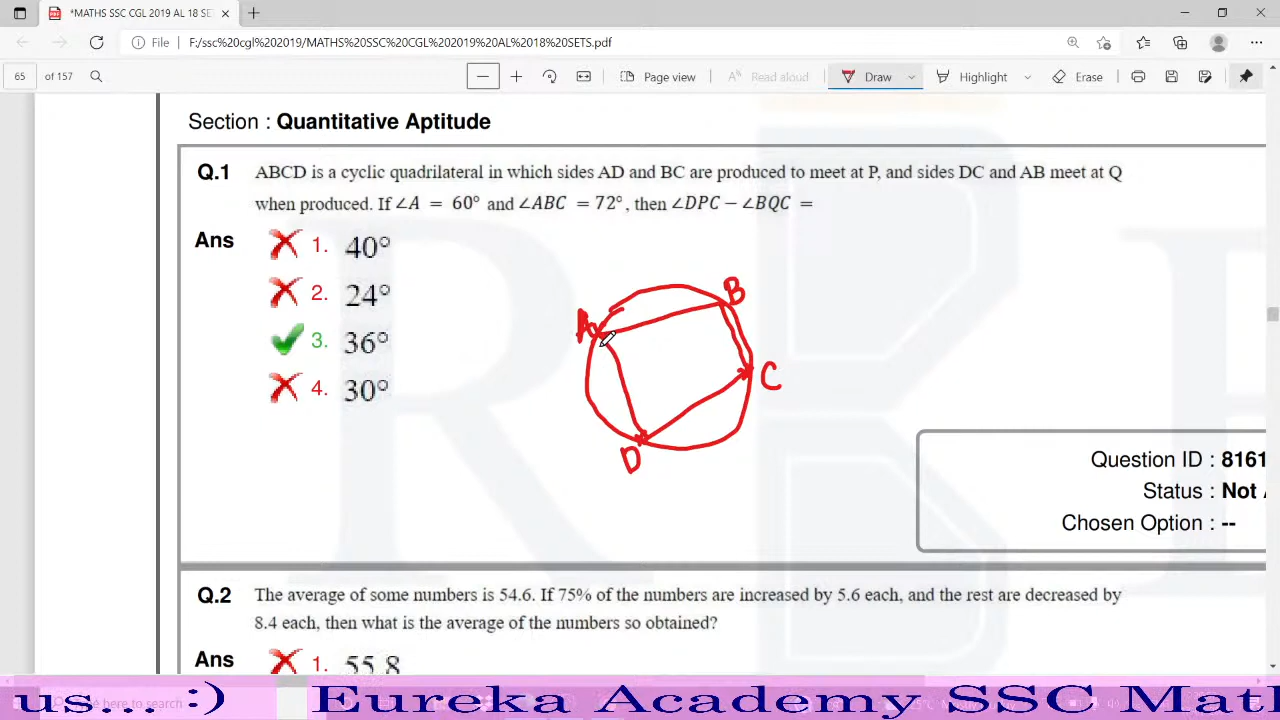 *MATHS SSC CGL 2019 AL 18 SET
File F:/ssc%20cgl%202019/MATHS%20SSC%20CGL%202019%20AL%2018%20SETS.pdf
65 of 157 Page view Read aloud Draw Highlight Erase
Section : Quantitative Aptitude
Q.1 ABCD is a cyclic quadrilateral in which sides AD and BC are produced to meet at P, and sides DC and AB meet at Q
when produced. If ∠A = 60° and ∠ABC = 72°, then ∠DPC − ∠BQC =
Ans 1. 40°
2. 24°
3. 36°
4. 30°
B
A
C
D
Question ID : 8161
Status : Not
Chosen Option : --
Q.2 The average of some numbers is 54.6. If 75% of the numbers are increased by 5.6 each, and the rest are decreased by
8.4 each, then what is the average of the numbers so obtained?
Ans 1. 55.8
us... :) Eureka Academy SSC Mat